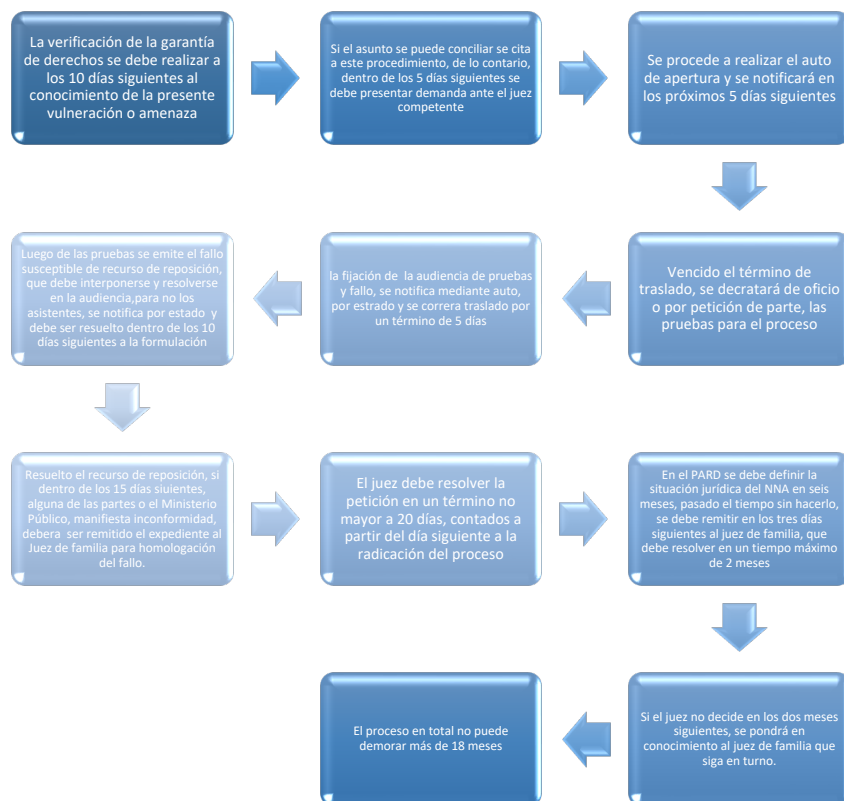 La verificación de la garantía
de derechos se debe realizar a
los 10 días siguientes al
conocimiento de la presente
vulneración o amenaza
Si el asunto se puede conciliar se cita
a este procedimiento, de lo contario,
dentro de los 5 días siguientes se
debe presentar demanda ante el juez
competente
Se procede a realizar el auto
de apertura y se notificará en
los próximos 5 días siguientes
Vencido el término de
traslado, se decratará de oficio
o por petición de parte, las
pruebas para el proceso
la fijación de la audiencia de pruebas
y fallo, se notifica mediante auto,
por estrado y se correra traslado por
un término de 5 días
Luego de las pruebas se emite el fallo
susceptible de recurso de reposición,
que debe interponerse y resolverse
en la audiencia,para no los
asistentes, se notifica por estado y
debe ser resuelto dentro de los 10
días siguientes a la formulación
Resuelto el recurso de reposición, si
dentro de los 15 días siuientes,
alguna de las partes o el Ministerio
Público, manifiesta inconformidad,
debera ser remitido el expediente al
Juez de familia para homologación
del fallo.
El juez debe resolver la
petición en un término no
mayor a 20 días, contados a
partir del día siguiente a la
radicación del proceso
En el PARD se debe definir la
situación jurídica del NNA en seis
meses, pasado el tiempo sin hacerlo,
se debe remitir en los tres días
siguientes al juez de familia, que
debe resolver en un tiempo máximo
de 2 meses
Si el juez no decide en los dos meses
siguientes, se pondrá en
conocimiento al juez de familia que
siga en turno.
El proceso en total no puede
demorar más de 18 meses